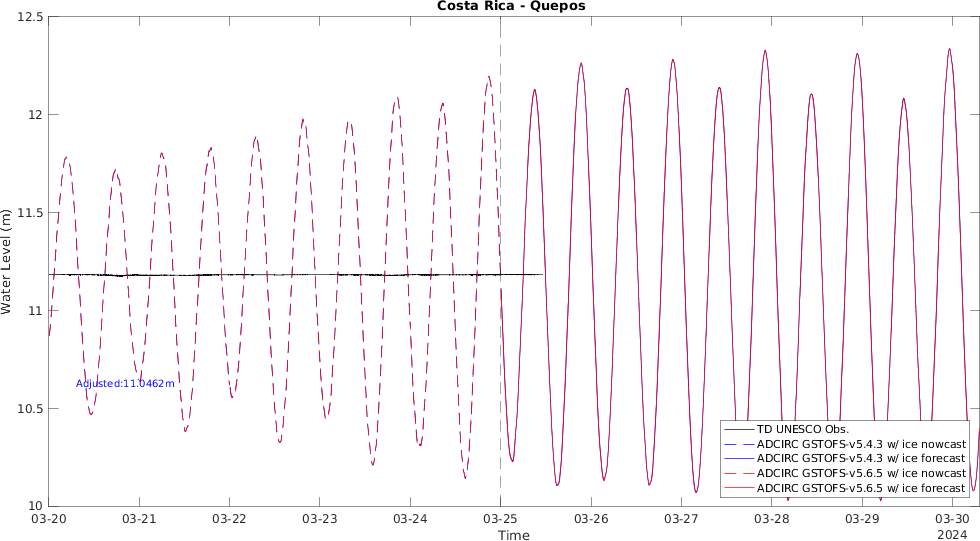 Costa Rica - Quepos
12.5
12
11.5
11
10.5
10
Water Level (m)
Adjusted:11.0462m
TD UNESCO Obs.
ADCIRC GSTOFS-v5.4.3 w/ ice nowcast
ADCIRC GSTOFS-v5.4.3 w/ ice forecast
ADCIRC GSTOFS-v5.6.5 w/ ice nowcast
ADCIRC GSTOFS-v5.6.5 w/ ice forecast
03-20 03-21 03-22 03-23 03-24 03-25 03-26 03-27 03-28 03-29 03-30
Time
2024